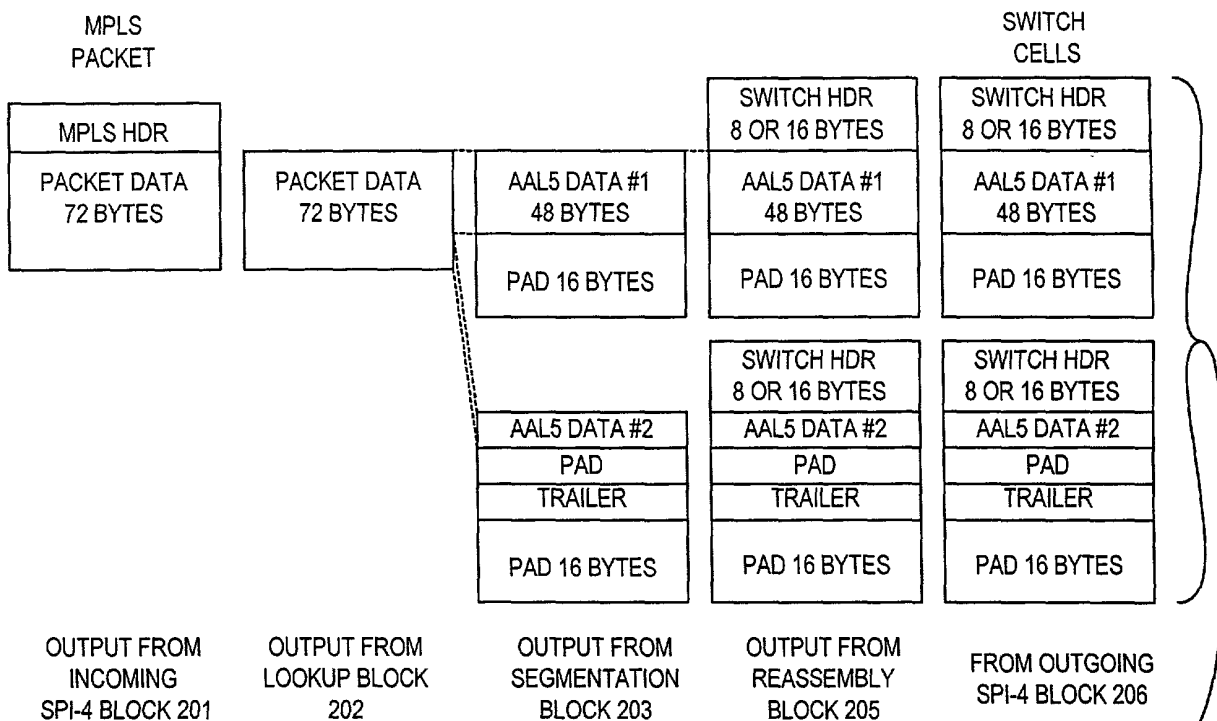 MPLS
PACKET
MPLS HDR
PACKET DATA
72 BYTES
OUTPUT FROM
INCOMING
SPI-4 BLOCK 201
PACKET DATA
72 BYTES
OUTPUT FROM
LOOKUP BLOCK
202
AAL5 DATA #1
48 BYTES
PAD 16 BYTES
AAL5 DATA #2
PAD
TRAILER
PAD 16 BYTES
OUTPUT FROM
SEGMENTATION
BLOCK 203
SWITCH HDR
8 OR 16 BYTES
AAL5 DATA #1
48 BYTES
PAD 16 BYTES
SWITCH HDR
8 OR 16 BYTES
AAL5 DATA #2
PAD
TRAILER
PAD 16 BYTES
OUTPUT FROM
REASSEMBLY
BLOCK 205
SWITCH
CELLS
SWITCH HDR
8 OR 16 BYTES
AAL5 DATA #1
48 BYTES
PAD 16 BYTES
SWITCH HDR
8 OR 16 BYTES
AAL5 DATA #2
PAD
TRAILER
PAD 16 BYTES
FROM OUTGOING
SPI-4 BLOCK 206